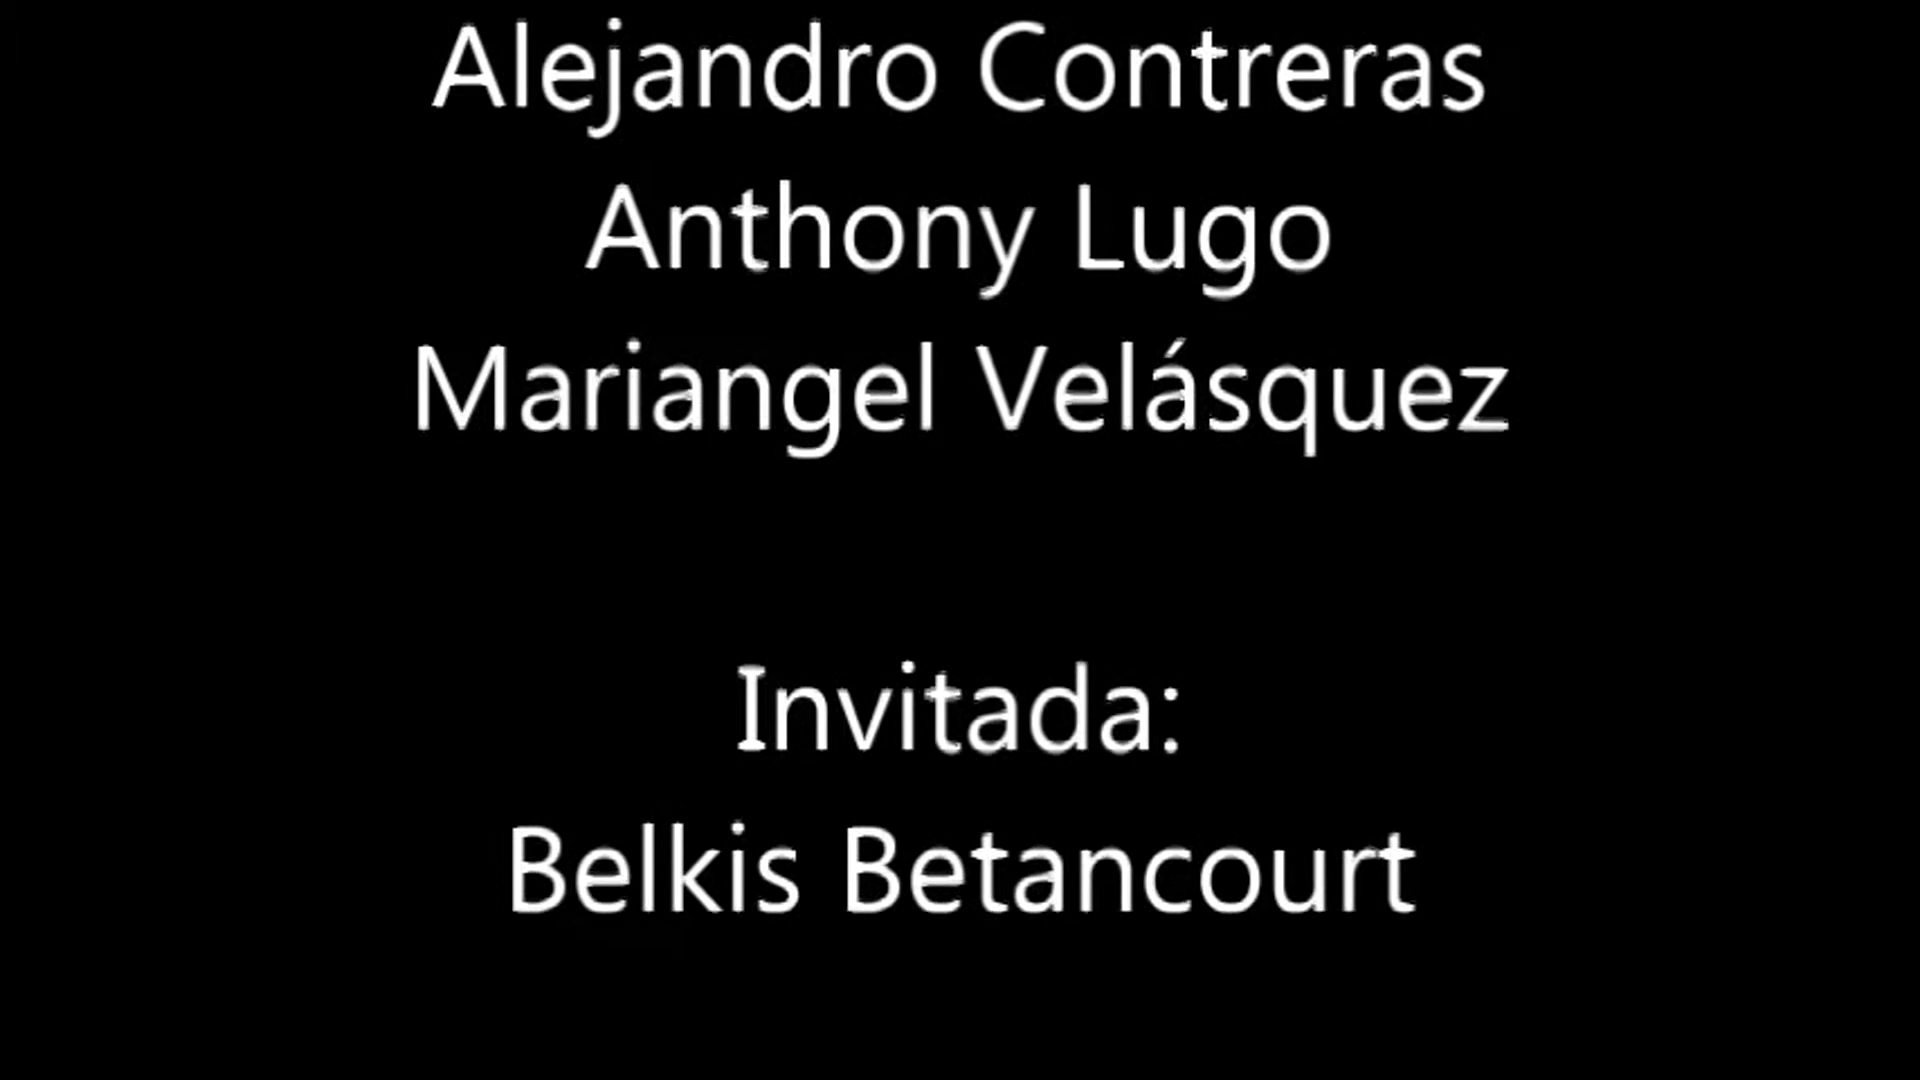 Alejandro Contreras
Anthony Lugo
Mariangel Velásquez
Invitada:
Belkis Betancourt